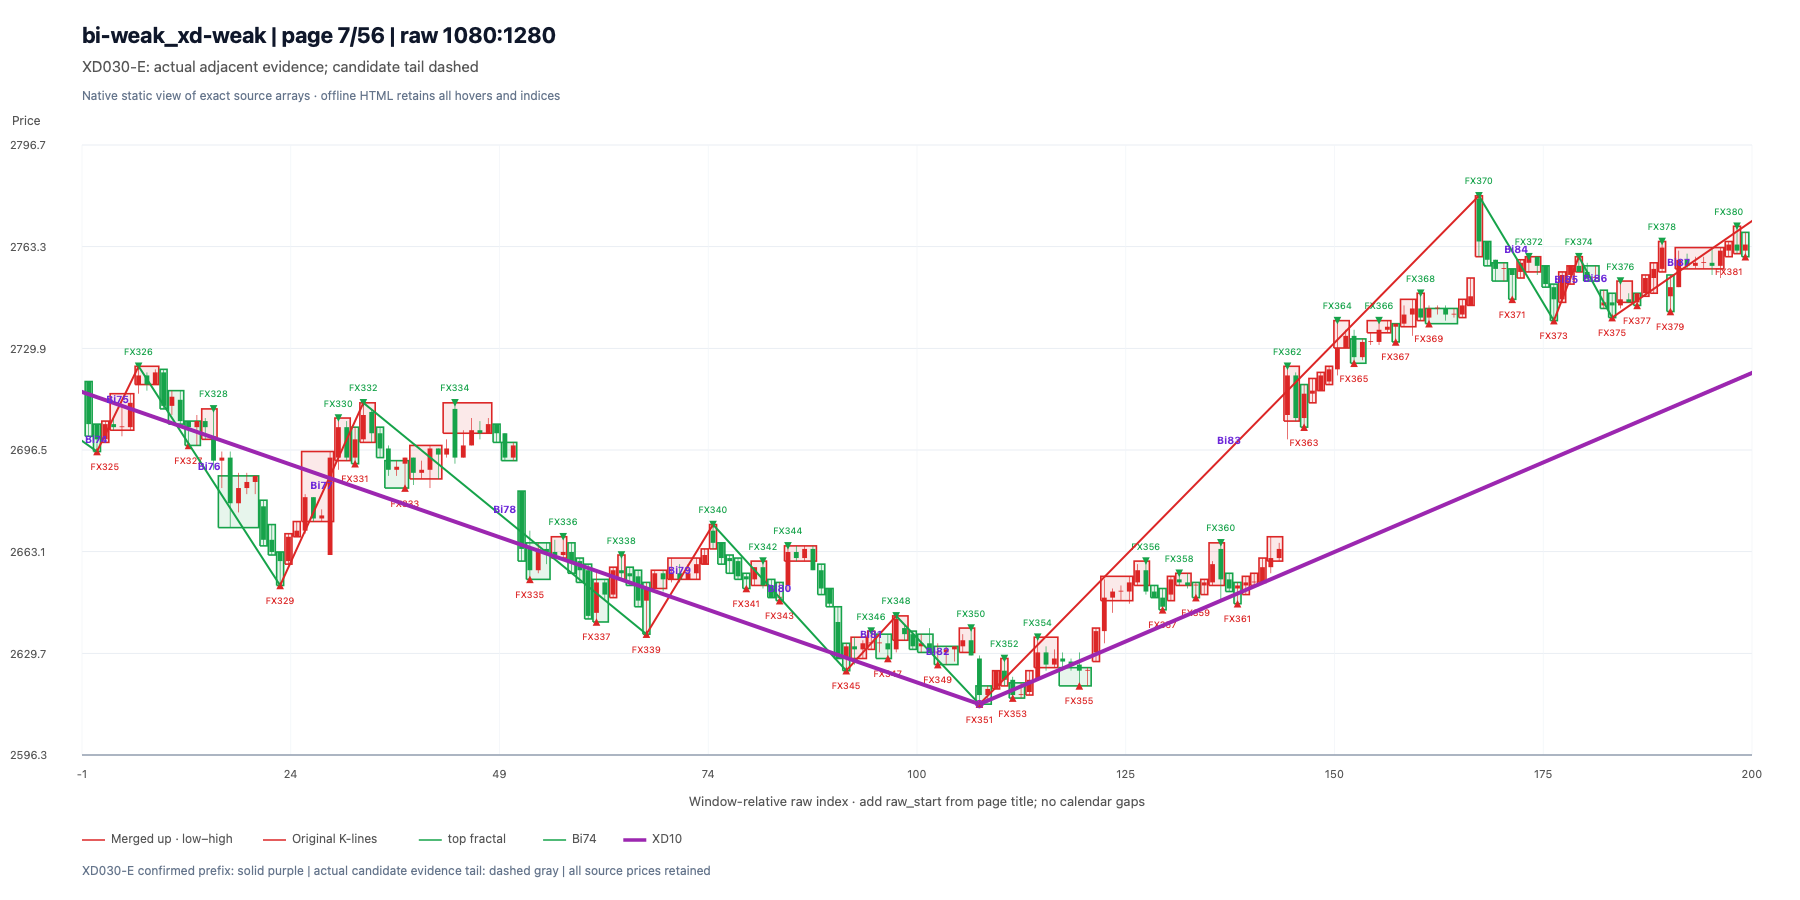 bi-weak_xd-weak | page 7/56 | raw 1080:1280
XD030-E: actual adjacent evidence; candidate tail dashed
Native static view of exact source arrays · offline HTML retains all hovers and indices
Price
2796.7
2763.3
2729.9
2696.5
2663.1
2629.7
2596.3
FX370
FX380
FX378
FX372
FX374
Bi84
FX376
Bi85
Bi86
FX381
FX368
FX364
FX366
FX371
FX373
FX375
FX377
FX379
FX369
FX367
FX365
FX362
FX363
Bi83
FX326
Bi75
FX328
FX325
FX327
Bi76
FX329
FX330
FX332
FX331
FX333
FX334
Bi78
FX336
FX335
FX338
FX337
FX339
Bi79
FX340
FX342
FX341
FX344
Bi80
FX343
FX346
FX348
FX345
FX347
FX350
Bi82
FX349
FX352
FX351
FX353
FX354
FX355
FX356
FX358
FX360
FX359
FX361
-1
24
49
74
100
125
150
175
200
Window-relative raw index · add raw_start from page title; no calendar gaps
Merged up · low–high
Original K-lines
top fractal
Bi74
XD10
XD030-E confirmed prefix: solid purple | actual candidate evidence tail: dashed gray | all source prices retained